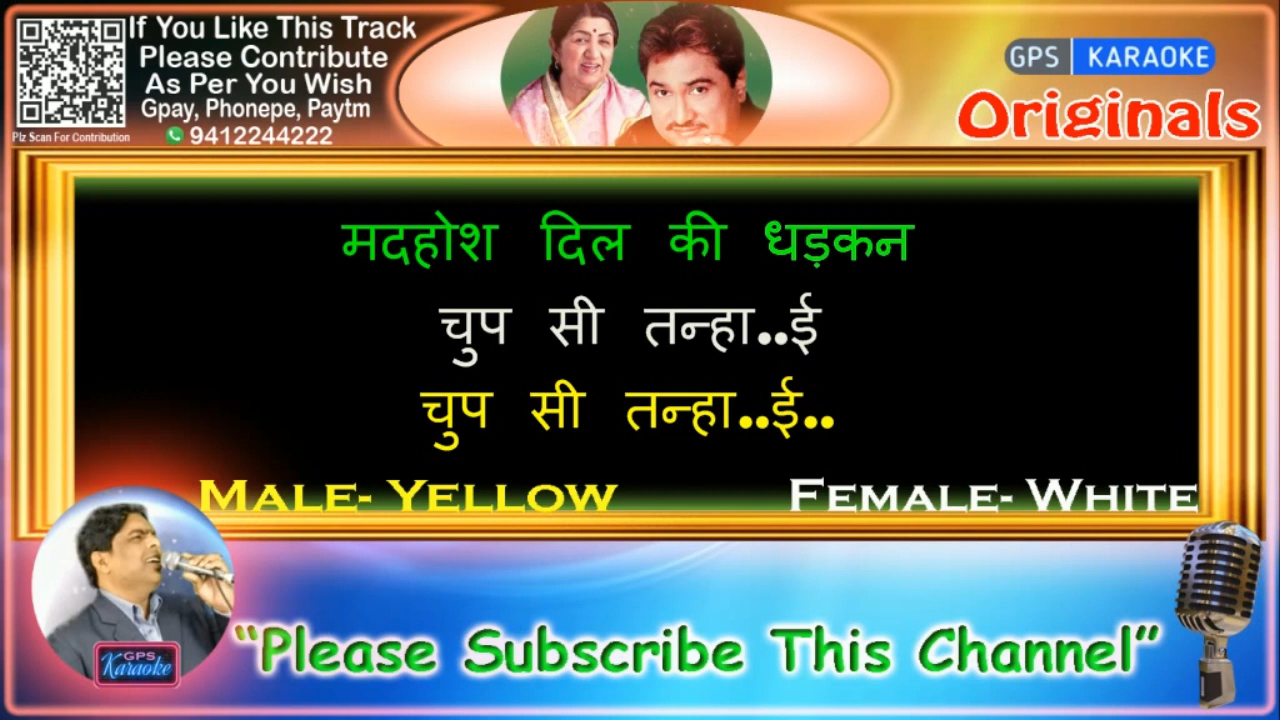 If You Like This Track
Please Contribute
As Per You Wish
Gpay, Phonepe, Paytm
Plz Scan For Contribution
9412244222
GPS | KARAOKE
Originals
मदहोश दिल की धड़कन
चुप सी तन्हा..ई
चुप सी तन्हा..ई..
MALE- YELLOW
FEMALE- WHITE
GPS
Karaoke
“Please Subscribe This Channel”